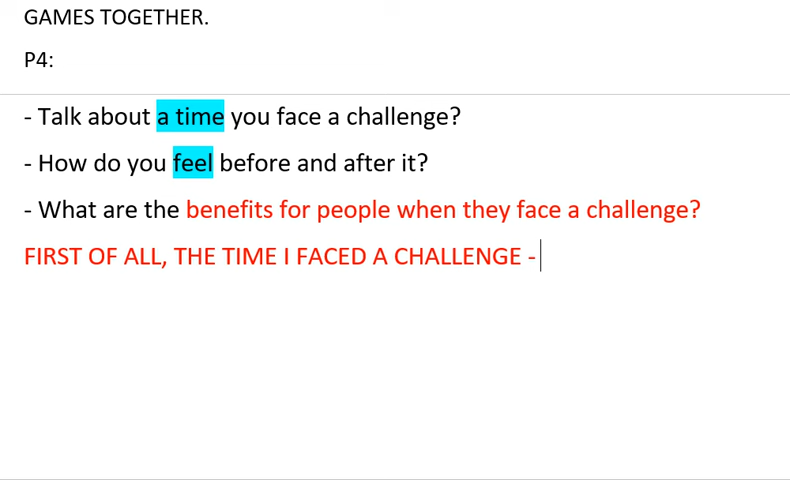 GAMES TOGETHER.
P4:
- Talk about a time you face a challenge?
- How do you feel before and after it?
- What are the benefits for people when they face a challenge?
FIRST OF ALL, THE TIME I FACED A CHALLENGE -